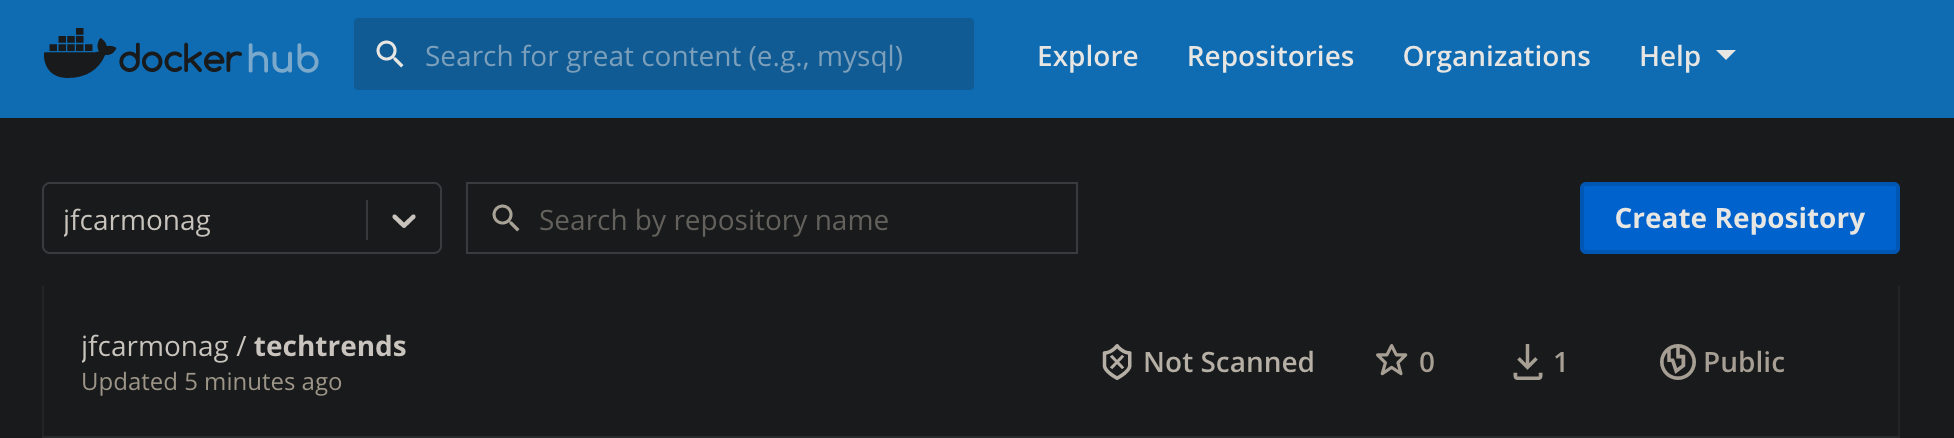 docker hub
Search for great content (e.g., mysql)
Explore
Repositories
Organizations
Help
jfcarmonag
Search by repository name
Create Repository
jfcarmonag / techtrends
Updated 5 minutes ago
Not Scanned
0
1
Public